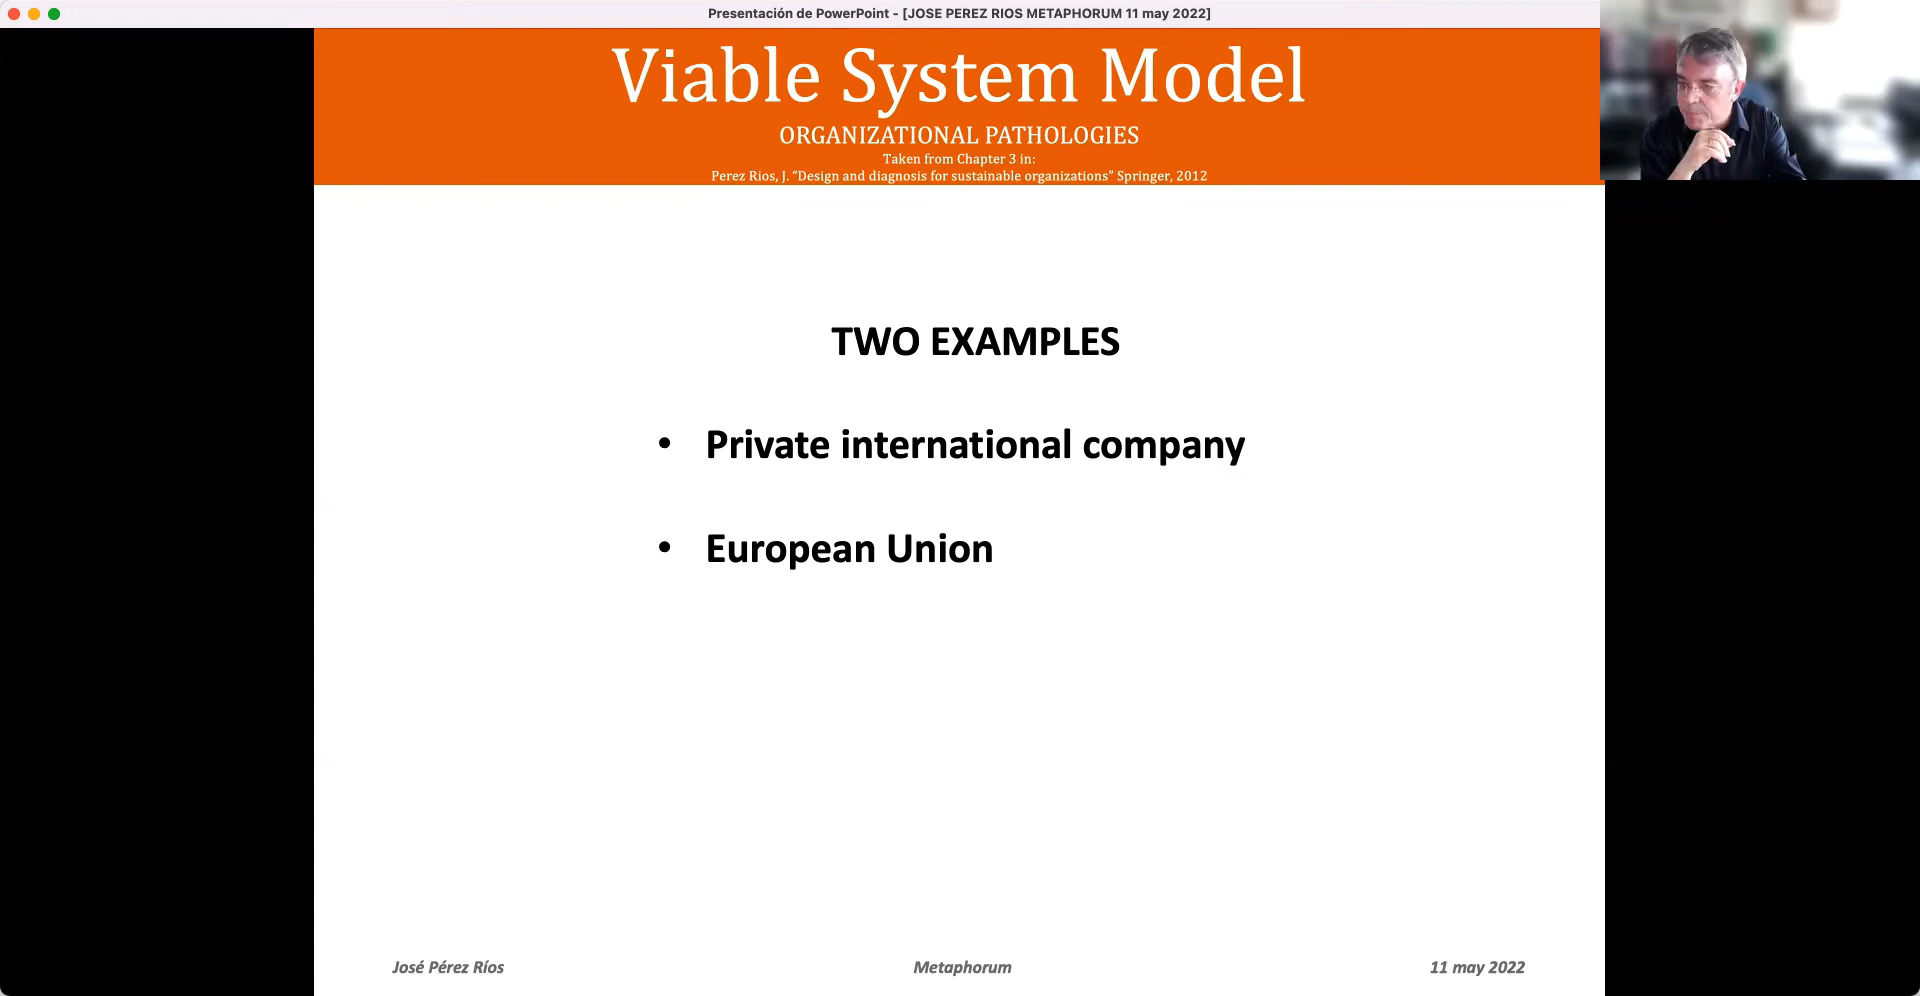 Presentación de PowerPoint - [JOSE PEREZ RIOS METAPHORUM 11 may 2022]
Viable System Model
ORGANIZATIONAL PATHOLOGIES
Taken from Chapter 3 in:
Perez Rios, J. “Design and diagnosis for sustainable organizations” Springer, 2012
TWO EXAMPLES
• Private international company
• European Union
José Pérez Ríos
Metaphorum
11 may 2022